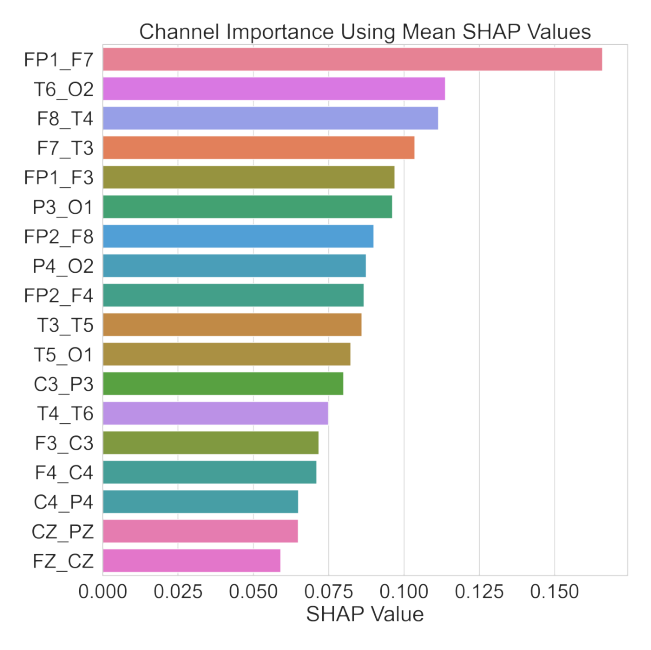 Channel Importance Using Mean SHAP Values
FP1_F7
T6_O2
F8_T4
F7_T3
FP1_F3
P3_O1
FP2_F8
P4_O2
FP2_F4
T3_T5
T5_O1
C3_P3
T4_T6
F3_C3
F4_C4
C4_P4
CZ_PZ
FZ_CZ
0.000 0.025 0.050 0.075 0.100 0.125 0.150
SHAP Value